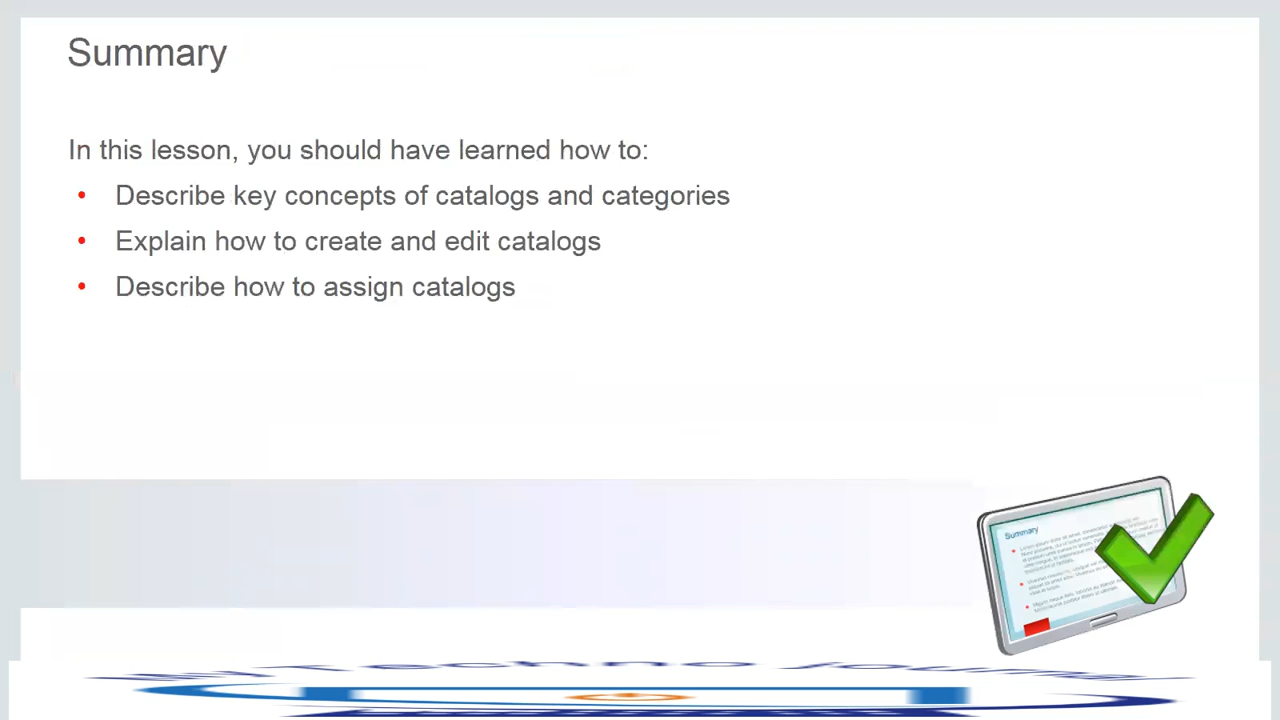 Summary
In this lesson, you should have learned how to:
• Describe key concepts of catalogs and categories
• Explain how to create and edit catalogs
• Describe how to assign catalogs
Summary